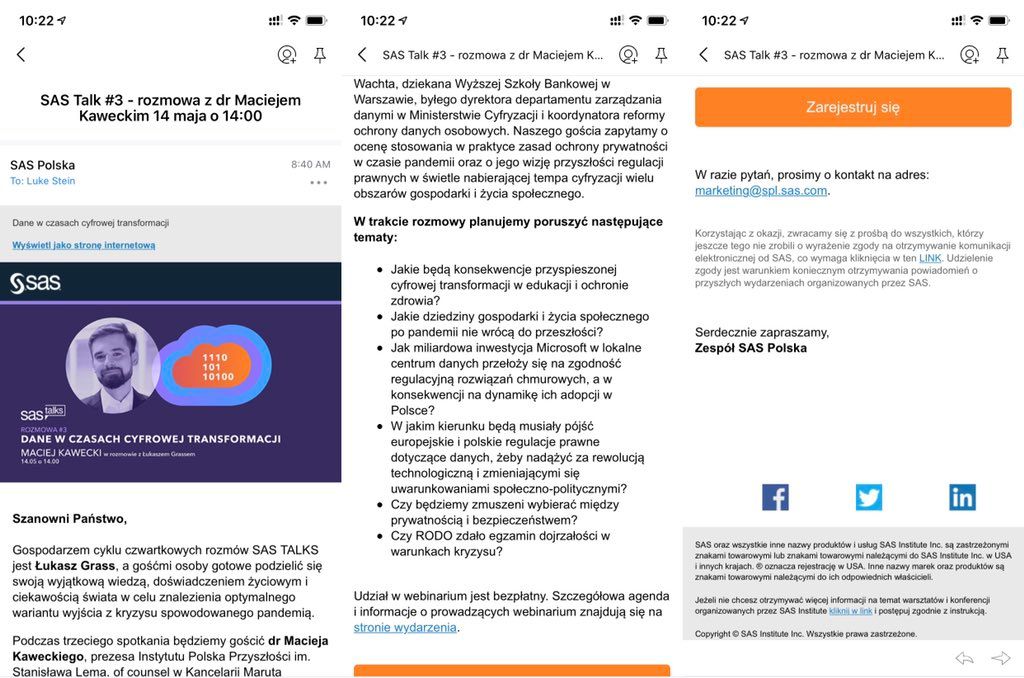 10:22
SAS Talk #3 - rozmowa z dr Maciejem
Kaweckim 14 maja o 14:00
SAS Polska
8:40 AM
To: Luke Stein
Dane w czasach cyfrowej transformacji
Wyświetl jako stronę internetową
sas
1110
101
10100
sas talks
ROZMOWA #3
DANE W CZASACH CYFROWEJ TRANSFORMACJI
MACIEJ KAWECKI w rozmowie z Łukaszem Grassem
14.05 o 14.00
Szanowni Państwo,
Gospodarzem cyklu czwartkowych rozmów SAS TALKS
jest Łukasz Grass, a gośćmi osoby gotowe podzielić się
swoją wyjątkową wiedzą, doświadczeniem życiowym i
ciekawością świata w celu znalezienia optymalnego
wariantu wyjścia z kryzysu spowodowanego pandemią.
Podczas trzeciego spotkania będziemy gościć dr Macieja
Kaweckiego, prezesa Instytutu Polska Przyszłości im.
Stanisława Lema, of counsel w Kancelarii Maruta
10:22
SAS Talk #3 - rozmowa z dr Maciejem K...
Wachta, dziekana Wyższej Szkoły Bankowej w
Warszawie, byłego dyrektora departamentu zarządzania
danymi w Ministerstwie Cyfryzacji i koordynatora reformy
ochrony danych osobowych. Naszego gościa zapytamy o
ocenę stosowania w praktyce zasad ochrony prywatności
w czasie pandemii oraz o jego wizję przyszłości regulacji
prawnych w świetle nabierającej tempa cyfryzacji wielu
obszarów gospodarki i życia społecznego.
W trakcie rozmowy planujemy poruszyć następujące
tematy:
• Jakie będą konsekwencje przyspieszonej
cyfrowej transformacji w edukacji i ochronie
zdrowia?
• Jakie dziedziny gospodarki i życia społecznego
po pandemii nie wrócą do przeszłości?
• Jak miliardowa inwestycja Microsoft w lokalne
centrum danych przełoży się na zgodność
regulacyjną rozwiązań chmurowych, a w
konsekwencji na dynamikę ich adopcji w
Polsce?
• W jakim kierunku będą musiały pójść
europejskie i polskie regulacje prawne
dotyczące danych, żeby nadążyć za rewolucją
technologiczną i zmieniającymi się
uwarunkowaniami społeczno-politycznymi?
• Czy będziemy zmuszeni wybierać między
prywatnością i bezpieczeństwem?
• Czy RODO zdało egzamin dojrzałości w
warunkach kryzysu?
Udział w webinarium jest bezpłatny. Szczegółowa agenda
i informacje o prowadzących webinarium znajdują się na
stronie wydarzenia.
10:22
SAS Talk #3 - rozmowa z dr Maciejem K...
Zarejestruj się
W razie pytań, prosimy o kontakt na adres:
marketing@spl.sas.com.
Korzystając z okazji, zwracamy się z prośbą do wszystkich, którzy
jeszcze tego nie zrobili o wyrażenie zgody na otrzymywanie komunikacji
elektronicznej od SAS, co wymaga kliknięcia w ten LINK. Udzielenie
zgody jest warunkiem koniecznym otrzymywania powiadomień o
przyszłych wydarzeniach organizowanych przez SAS.
Serdecznie zapraszamy,
Zespół SAS Polska
SAS oraz wszystkie inne nazwy produktów i usług SAS Institute Inc. są zastrzeżonymi
znakami towarowymi lub znakami towarowymi należącymi do SAS Institute Inc. w USA
i innych krajach. ® oznacza rejestrację w USA. Inne nazwy marek oraz produktów są
znakami towarowymi należącymi do ich odpowiednich właścicieli.
Jeżeli nie chcesz otrzymywać więcej informacji na temat warsztatów i konferencji
organizowanych przez SAS Institute kliknij w link i postępuj zgodnie z instrukcją.
Copyright © SAS Institute Inc. Wszystkie prawa zastrzeżone.